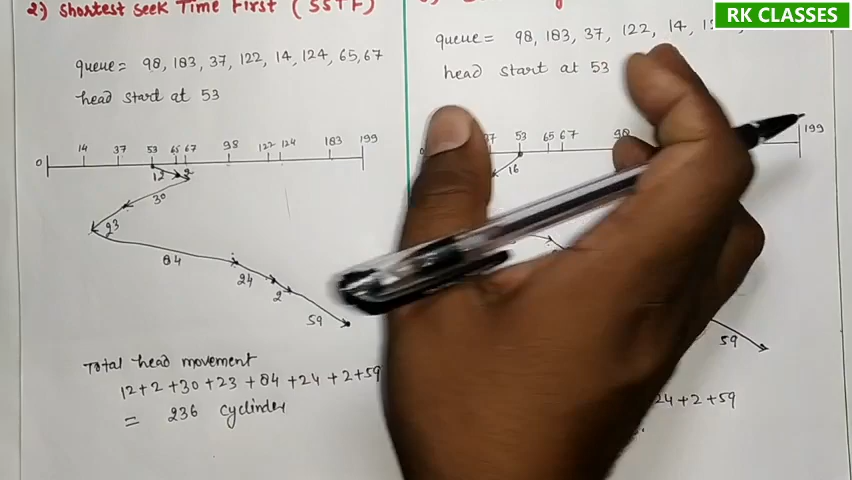 RK CLASSES
2) Shortest Seek Time First (SSTF)
queue = 98, 183, 37, 122, 14, 124, 65, 67
head start at 53
0 14 37 53 65 67 98 122 124 183 199
12 2
30
23
84
24
2
59
Total head movement
12+2+30+23+84+24+2+59
= 236 cylinder
queue = 98, 183, 37, 122, 14,
head start at 53
53 65 67 98 199
16
59
24+2+59